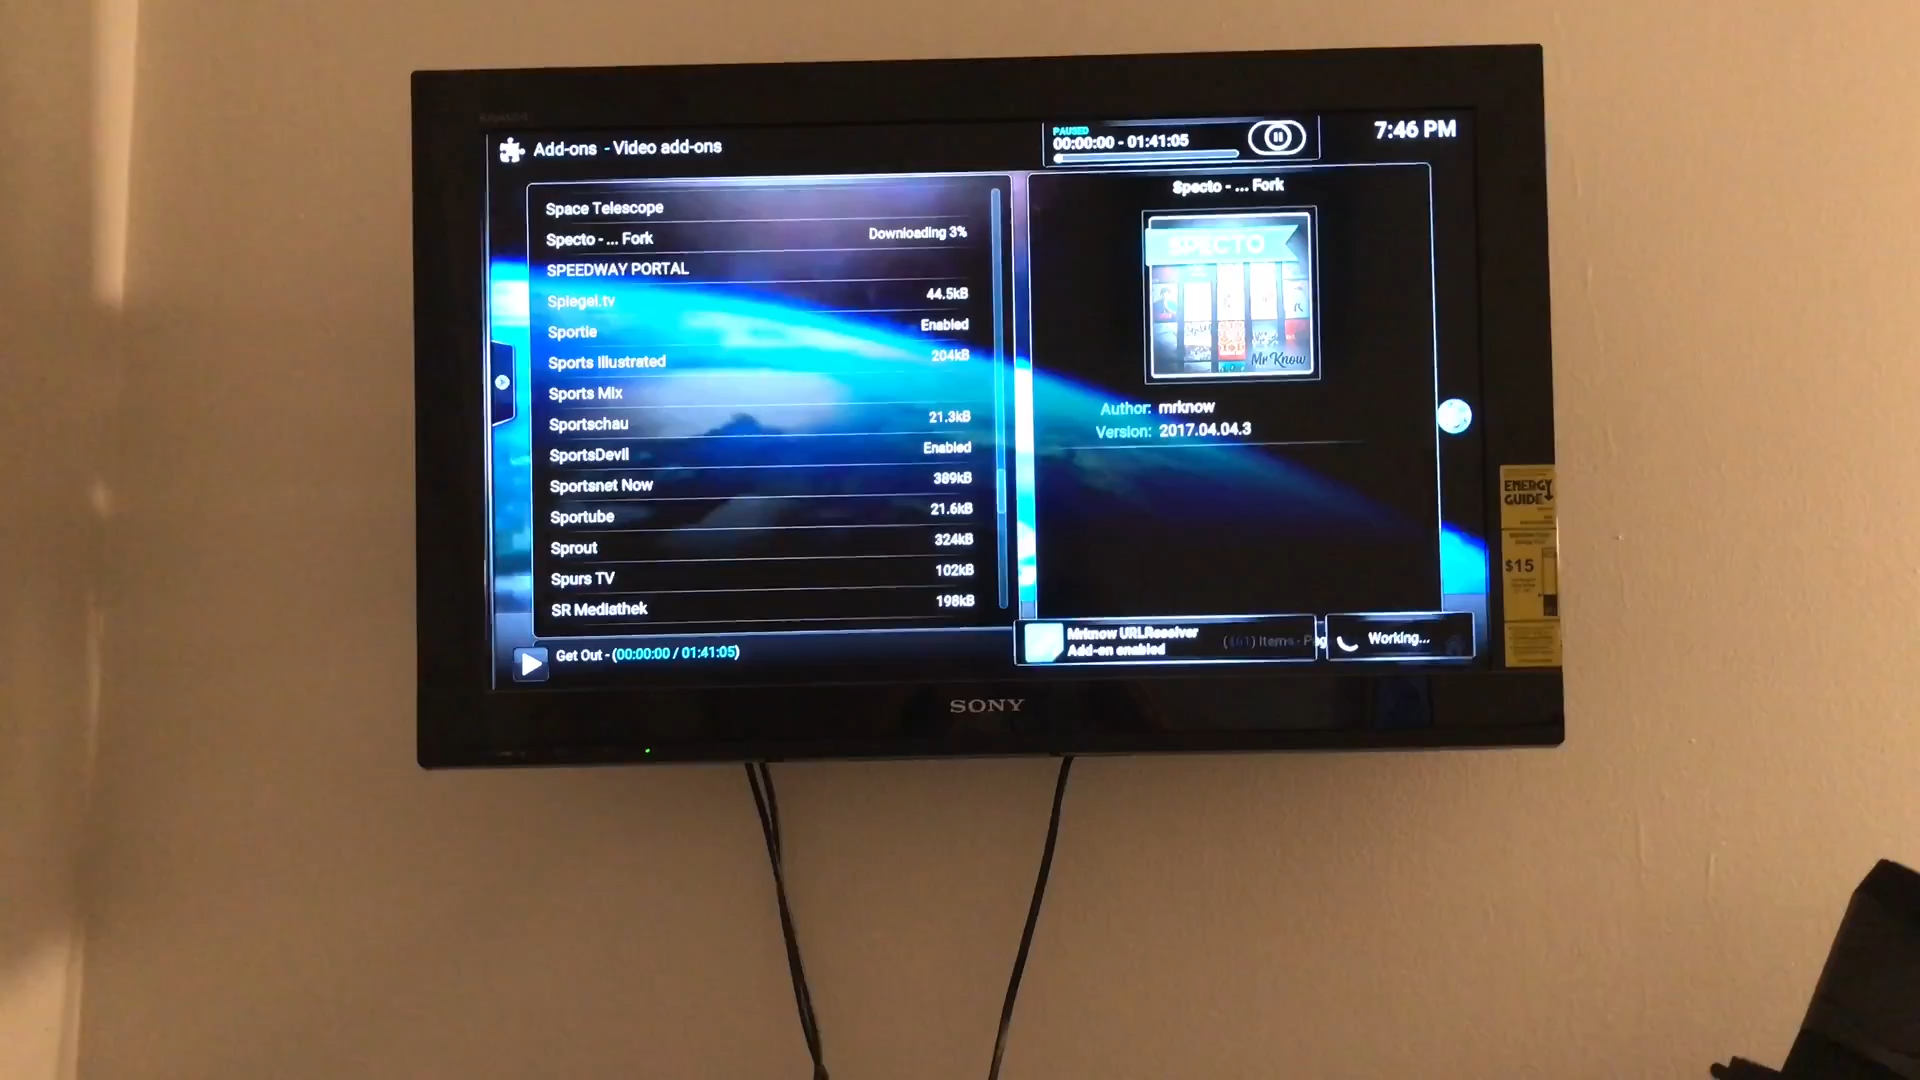 Add-ons - Video add-ons
PAUSED
00:00:00 - 01:41:05
7:46 PM
Space Telescope
Specto - ... Fork Downloading 3%
SPEEDWAY PORTAL
Spiegel.tv 44.5kB
Sportie Enabled
Sports Illustrated 204kB
Sports Mix
Sportschau 21.3kB
SportsDevil Enabled
Sportsnet Now 389kB
Sportube 21.6kB
Sprout 324kB
Spurs TV 102kB
SR Mediathek 198kB
Specto - ... Fork
SPECTO
Mr Know
Author: mrknow
Version: 2017.04.04.3
Get Out - (00:00:00 / 01:41:05)
Mrknow URLResolver
Add-on enabled
Items - Pag
Working...
SONY
ENERGY
GUIDE
$15